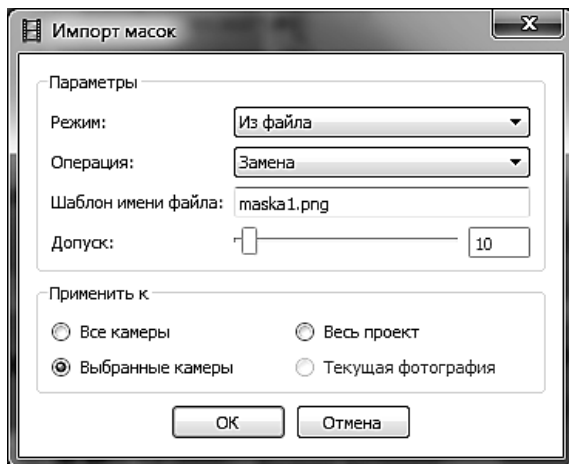 Импорт масок
Параметры
Режим: Из файла
Операция: Замена
Шаблон имени файла: maska1.png
Допуск: 10
Применить к
Все камеры Весь проект
Выбранные камеры Текущая фотография
ОК Отмена